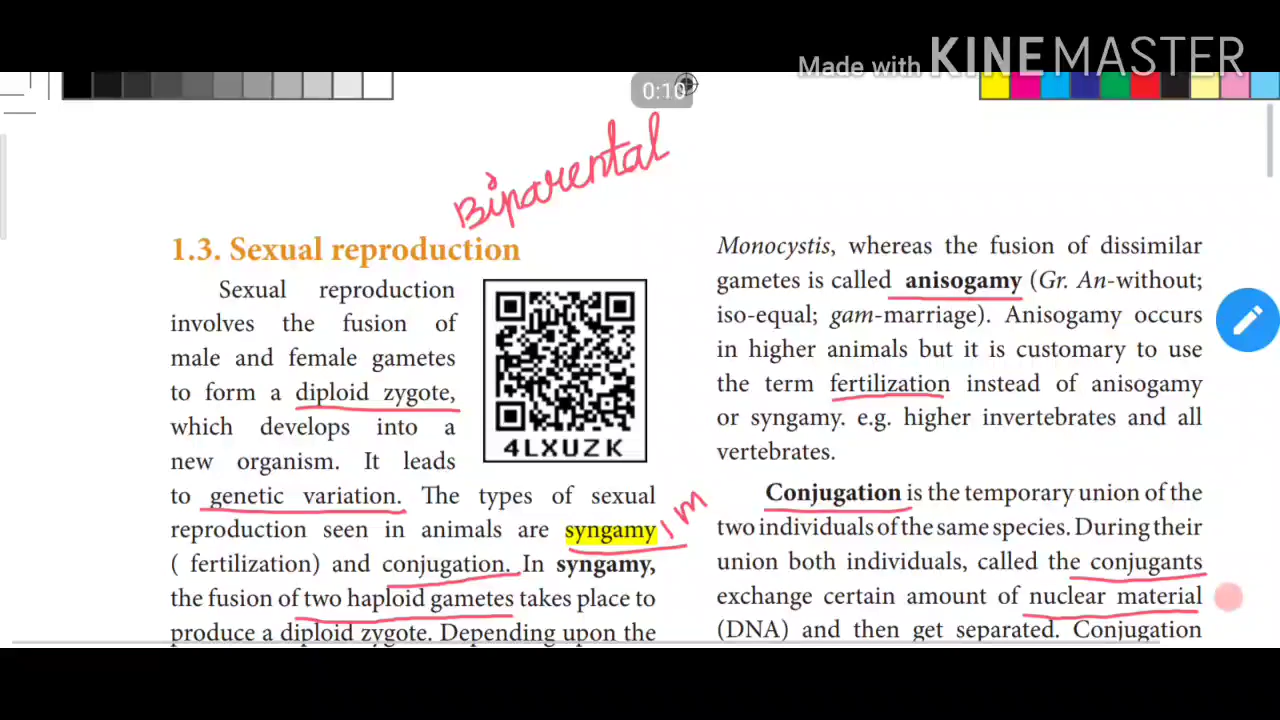 Made with KINEMASTER
0:10
Biparental
1.3. Sexual reproduction
Sexual reproduction
involves the fusion of
male and female gametes
to form a diploid zygote,
which develops into a
new organism. It leads
to genetic variation. The types of sexual
reproduction seen in animals are syngamy
( fertilization) and conjugation. In syngamy,
the fusion of two haploid gametes takes place to
produce a diploid zygote. Depending upon the
4LXUZK
1M
Monocystis, whereas the fusion of dissimilar
gametes is called anisogamy (Gr. An-without;
iso-equal; gam-marriage). Anisogamy occurs
in higher animals but it is customary to use
the term fertilization instead of anisogamy
or syngamy. e.g. higher invertebrates and all
vertebrates.
Conjugation is the temporary union of the
two individuals of the same species. During their
union both individuals, called the conjugants
exchange certain amount of nuclear material
(DNA) and then get separated. Conjugation